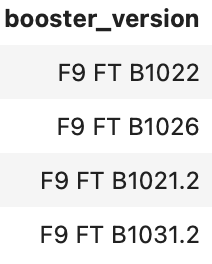 booster_version
F9 FT B1022
F9 FT B1026
F9 FT B1021.2
F9 FT B1031.2